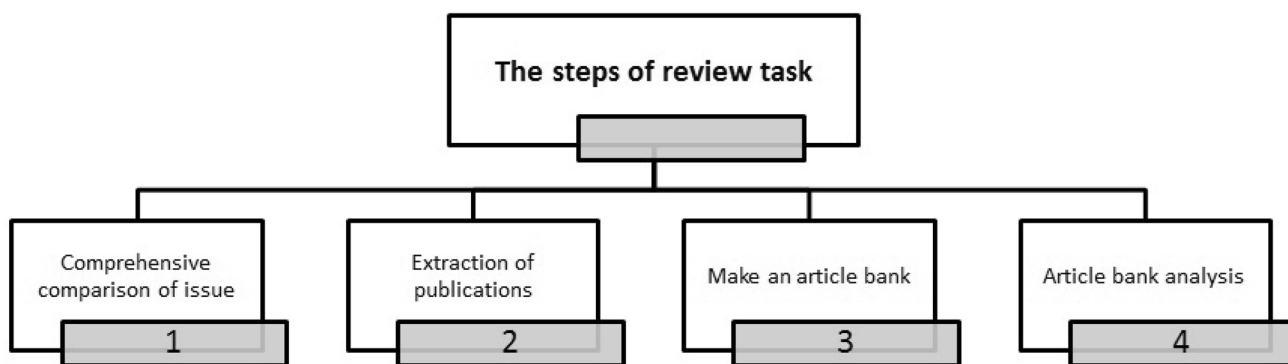 The steps of review task
Comprehensive
comparison of issue
1
Extraction of
publications
2
Make an article bank
3
Article bank analysis
4